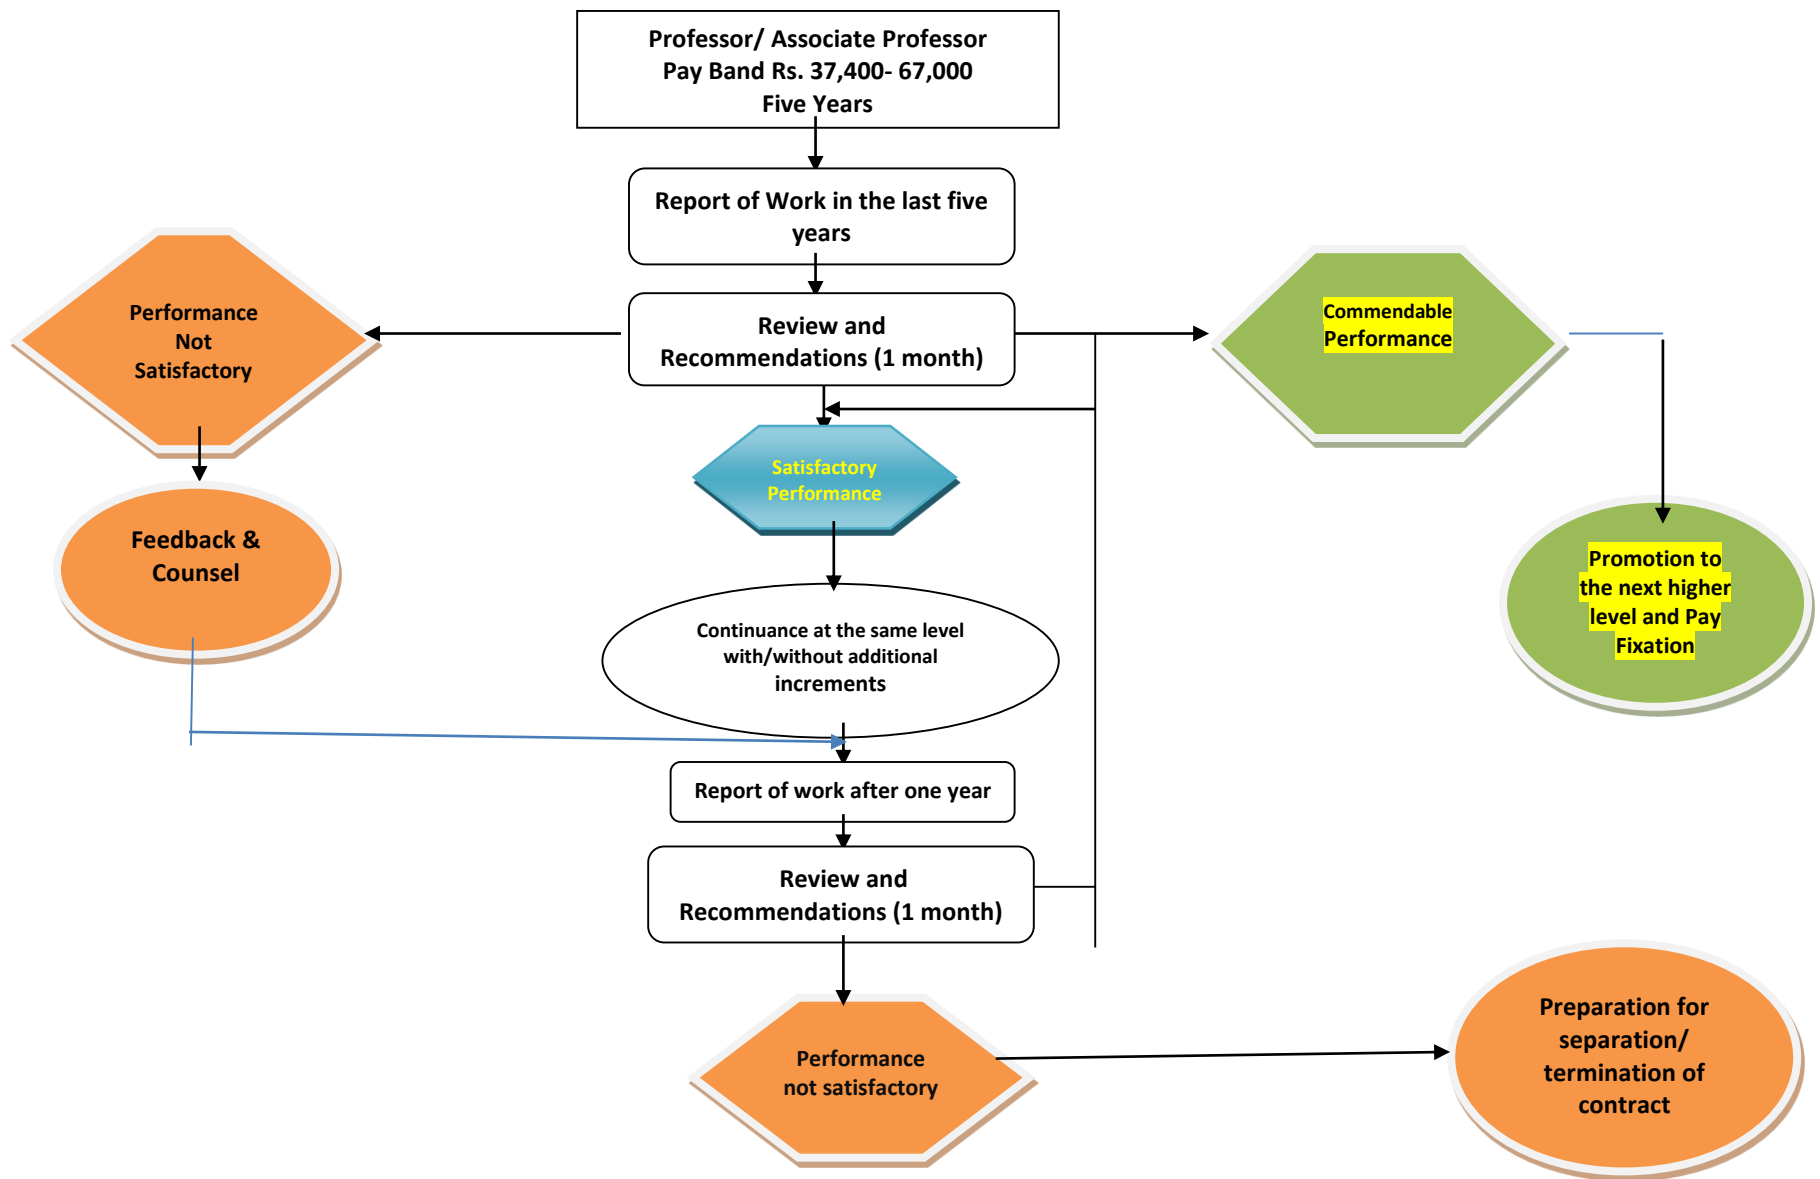 Professor/ Associate Professor
Pay Band Rs. 37,400- 67,000
Five Years
Report of Work in the last five
years
Performance
Not
Satisfactory
Review and
Recommendations (1 month)
Commendable
Performance
Satisfactory
Performance
Feedback &
Counsel
Promotion to
the next higher
level and Pay
Fixation
Continuance at the same level
with/without additional
increments
Report of work after one year
Review and
Recommendations (1 month)
Performance
not satisfactory
Preparation for
separation/
termination of
contract